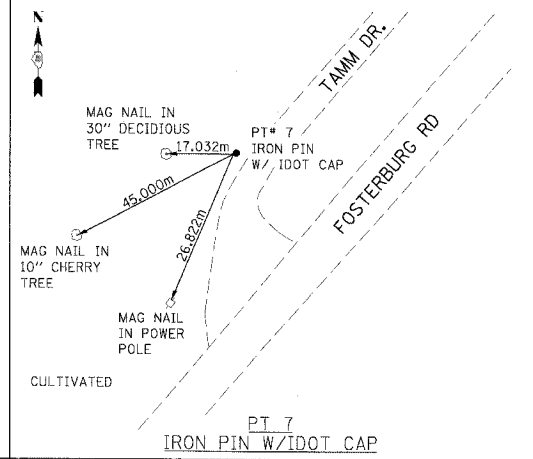 N
TAMM DR.
MAG NAIL IN
30" DECIDIOUS
TREE
17.032m
PT# 7
IRON PIN
W/ IDOT CAP
FOSTERBURG RD
45.000m
26.822m
MAG NAIL IN
10" CHERRY
TREE
MAG NAIL
IN POWER
POLE
CULTIVATED
PT 7
IRON PIN W/IDOT CAP